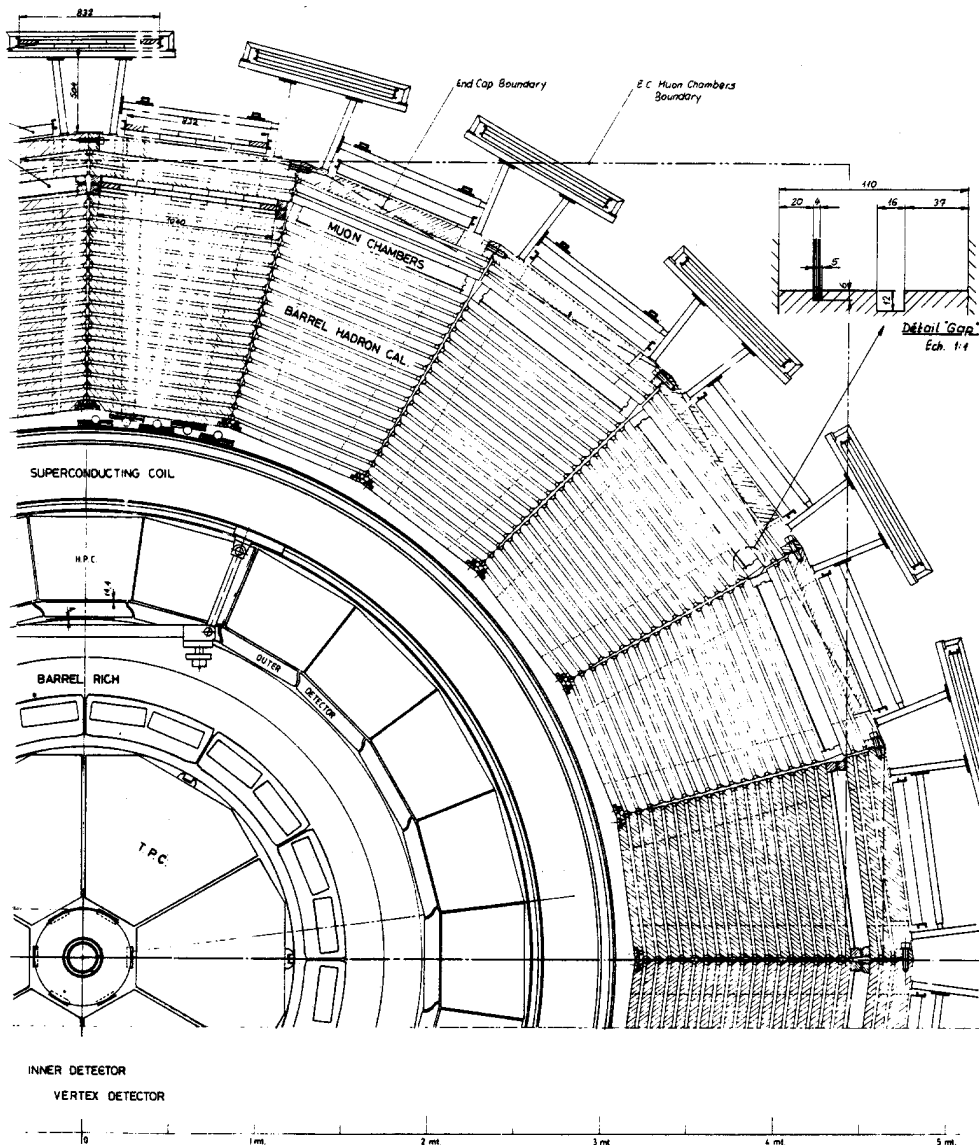 832
End Cap Boundary
E.C Muon Chambers
Boundary
504
832
110
20
4
16
37
5
12
Détail "Gap"
Éch. 1:1
MUON CHAMBERS
BARREL HADRON CAL.
SUPERCONDUCTING COIL
H.P.C.
OUTER
DETECTOR
BARREL RICH
T.P.C.
INNER DETECTOR
VERTEX DETECTOR
0
1 mt.
2 mt.
3 mt
4 mt.
5 mt.